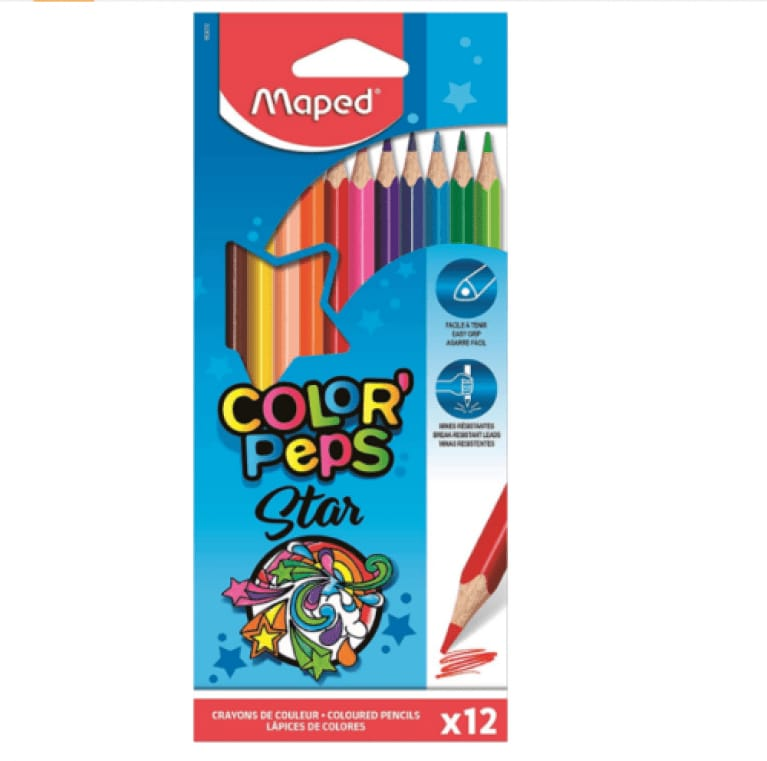 Maped®
FACILE À TENIR
EASY GRIP
AGARRE FÁCIL
COLOR'
PePS
MINES RÉSISTANTES
BREAK-RESISTANT LEADS
MINAS RESISTENTES
Star
CRAYONS DE COULEUR • COLOURED PENCILS
LÁPICES DE COLORES
x12